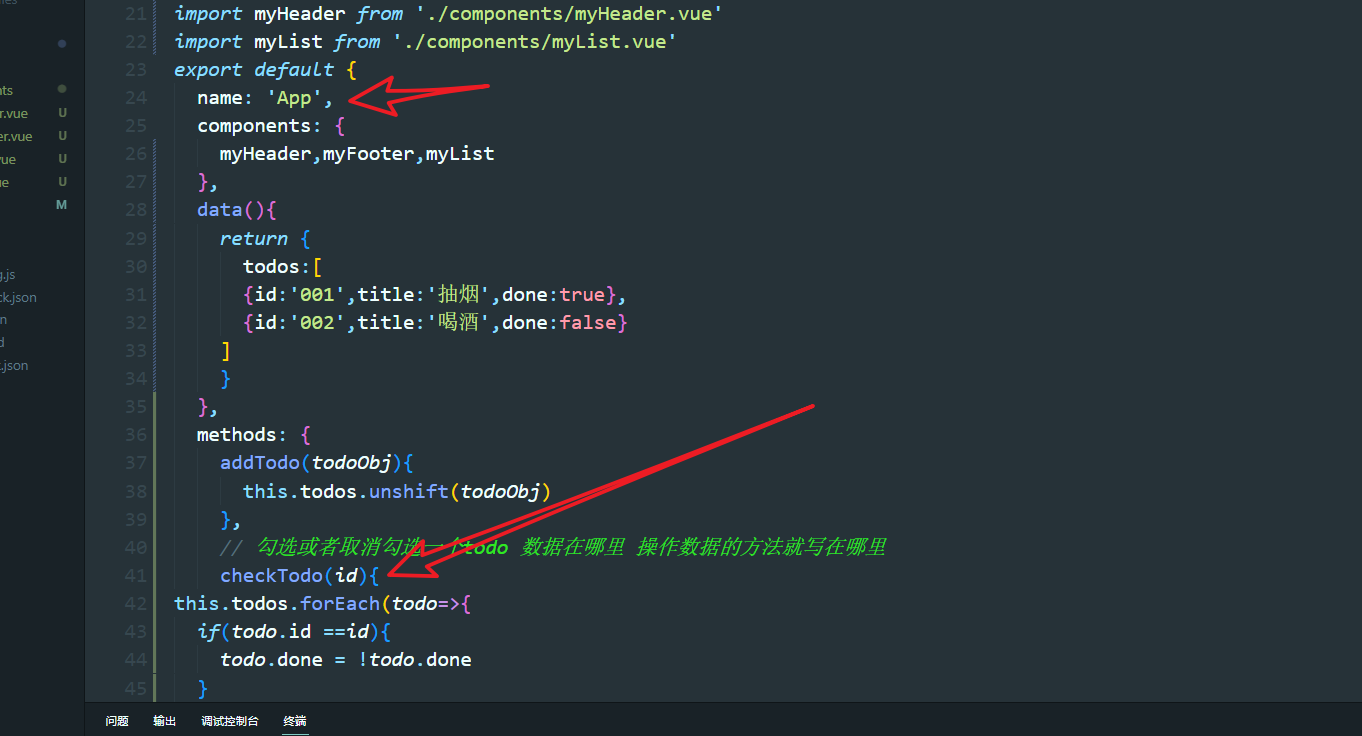 21 import myHeader from './components/myHeader.vue'
22 import myList from './components/myList.vue'
23 export default {
24 name: 'App',
25 components: {
26 myHeader,myFooter,myList
27 },
28 data(){
29 return {
30 todos:[
31 {id:'001',title:'抽烟',done:true},
32 {id:'002',title:'喝酒',done:false}
33 ]
34 }
35 },
36 methods: {
37 addTodo(todoObj){
38 this.todos.unshift(todoObj)
39 },
40 // 勾选或者取消勾选一个todo 数据在哪里 操作数据的方法就写在哪里
41 checkTodo(id){
42 this.todos.forEach(todo=>{
43 if(todo.id ==id){
44 todo.done = !todo.done
45 }
nts
r.vue U
er.vue U
vue U
ue U
M
g.js
ck.json
n
d
t.json
问题 输出 调试控制台 终端